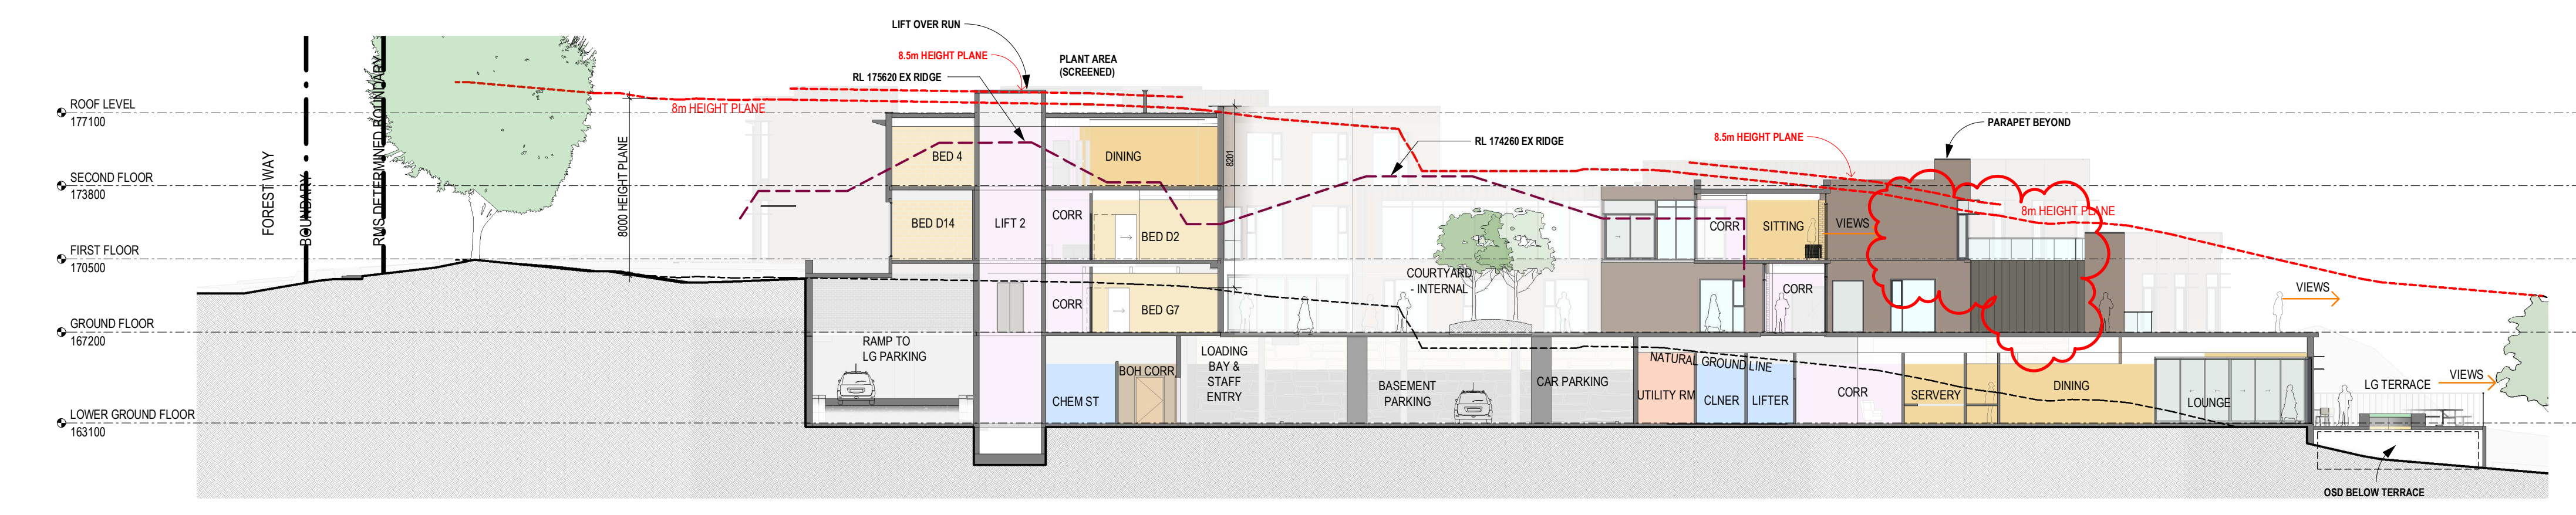 LIFT OVER RUN
8.5m HEIGHT PLANE
PLANT AREA
(SCREENED)
RL 175620 EX RIDGE
ROOF LEVEL
177100
8m HEIGHT PLANE
SECOND FLOOR
173800
FIRST FLOOR
170500
GROUND FLOOR
167200
LOWER GROUND FLOOR
163100
FOREST WAY
BOUNDARY
RMS DETERMINED BOUNDARY
8000 HEIGHT PLANE
BED 4
DINING
8201
BED D14
LIFT 2
CORR
BED D2
CORR
BED G7
RAMP TO
LG PARKING
CHEM ST
BOH CORR
LOADING
BAY &
STAFF
ENTRY
RL 174260 EX RIDGE
COURTYARD
- INTERNAL
BASEMENT
PARKING
CAR PARKING
8.5m HEIGHT PLANE
PARAPET BEYOND
CORR
SITTING
VIEWS
8m HEIGHT PLANE
CORR
NATURAL GROUND LINE
UTILITY RM
CLNER
LIFTER
CORR
SERVERY
DINING
LOUNGE
VIEWS
LG TERRACE
VIEWS
OSD BELOW TERRACE